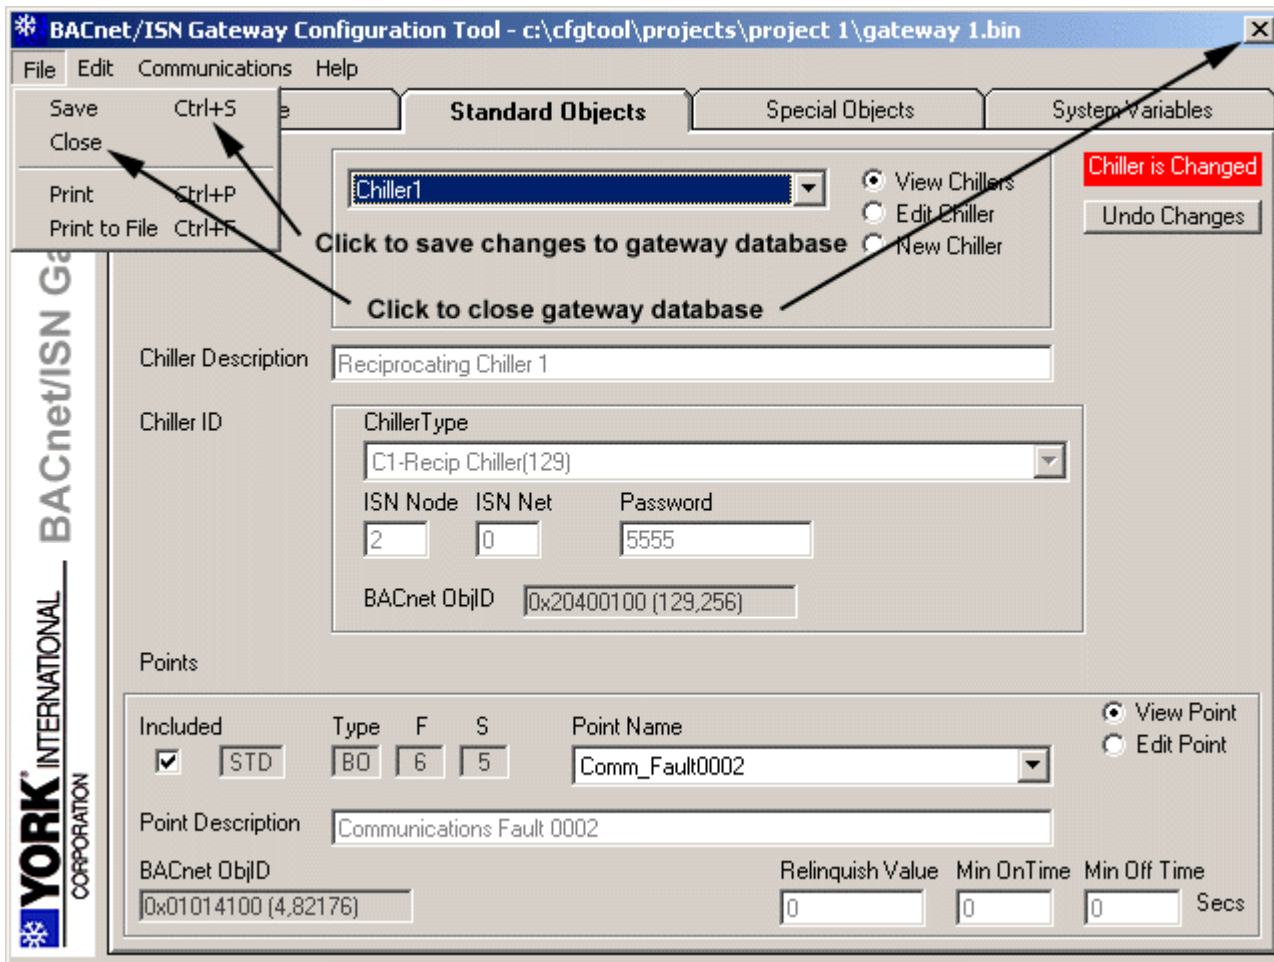 BACnet/ISN Gateway Configuration Tool - c:\cfgtool\projects\project 1\gateway 1.bin
File Edit Communications Help
Save Ctrl+S
Close
Print Ctrl+P
Print to File Ctrl+F
e
Standard Objects
Special Objects
System Variables
Chiller1
View Chillers
Edit Chiller
New Chiller
Chiller is Changed
Undo Changes
Click to save changes to gateway database
Click to close gateway database
Chiller Description
Reciprocating Chiller 1
Chiller ID
ChillerType
C1-Recip Chiller(129)
ISN Node ISN Net Password
2 0 5555
BACnet ObjID 0x20400100 (129,256)
Points
Included Type F S Point Name
STD BO 6 5 Comm_Fault0002
View Point
Edit Point
Point Description
Communications Fault 0002
BACnet ObjID
0x01014100 (4,82176)
Relinquish Value Min OnTime Min Off Time
0 0 0 Secs
YORK INTERNATIONAL
CORPORATION
BACnet/ISN Ga